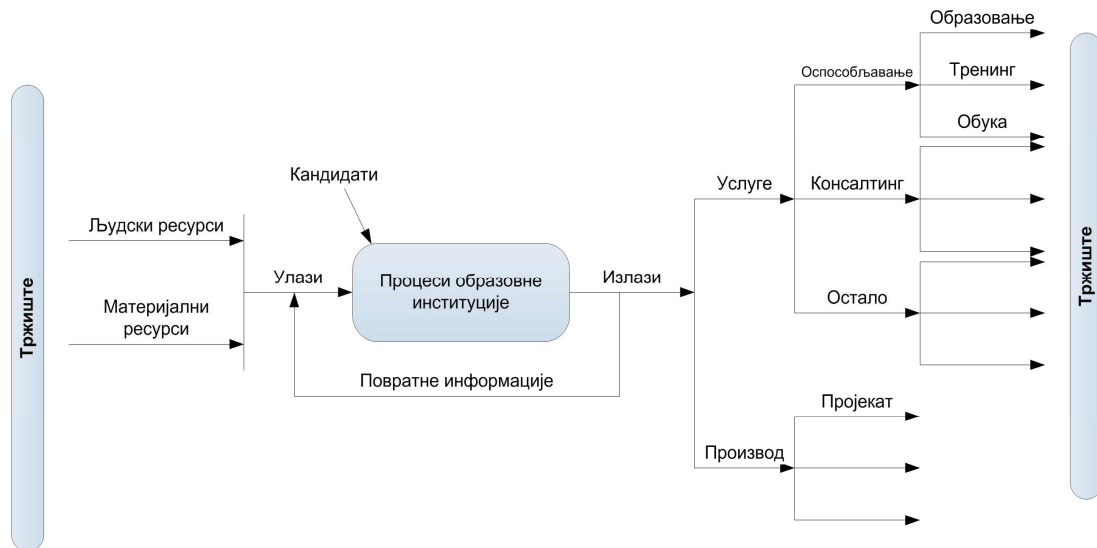 Тржиште
Људски ресурси
Материјални
ресурси
Кандидати
Улази
Процеси образовне
институције
Излази
Повратне информације
Услуге
Производ
Оспособљавање
Консалтинг
Остало
Образовање
Тренинг
Обука
Пројекат
Тржиште